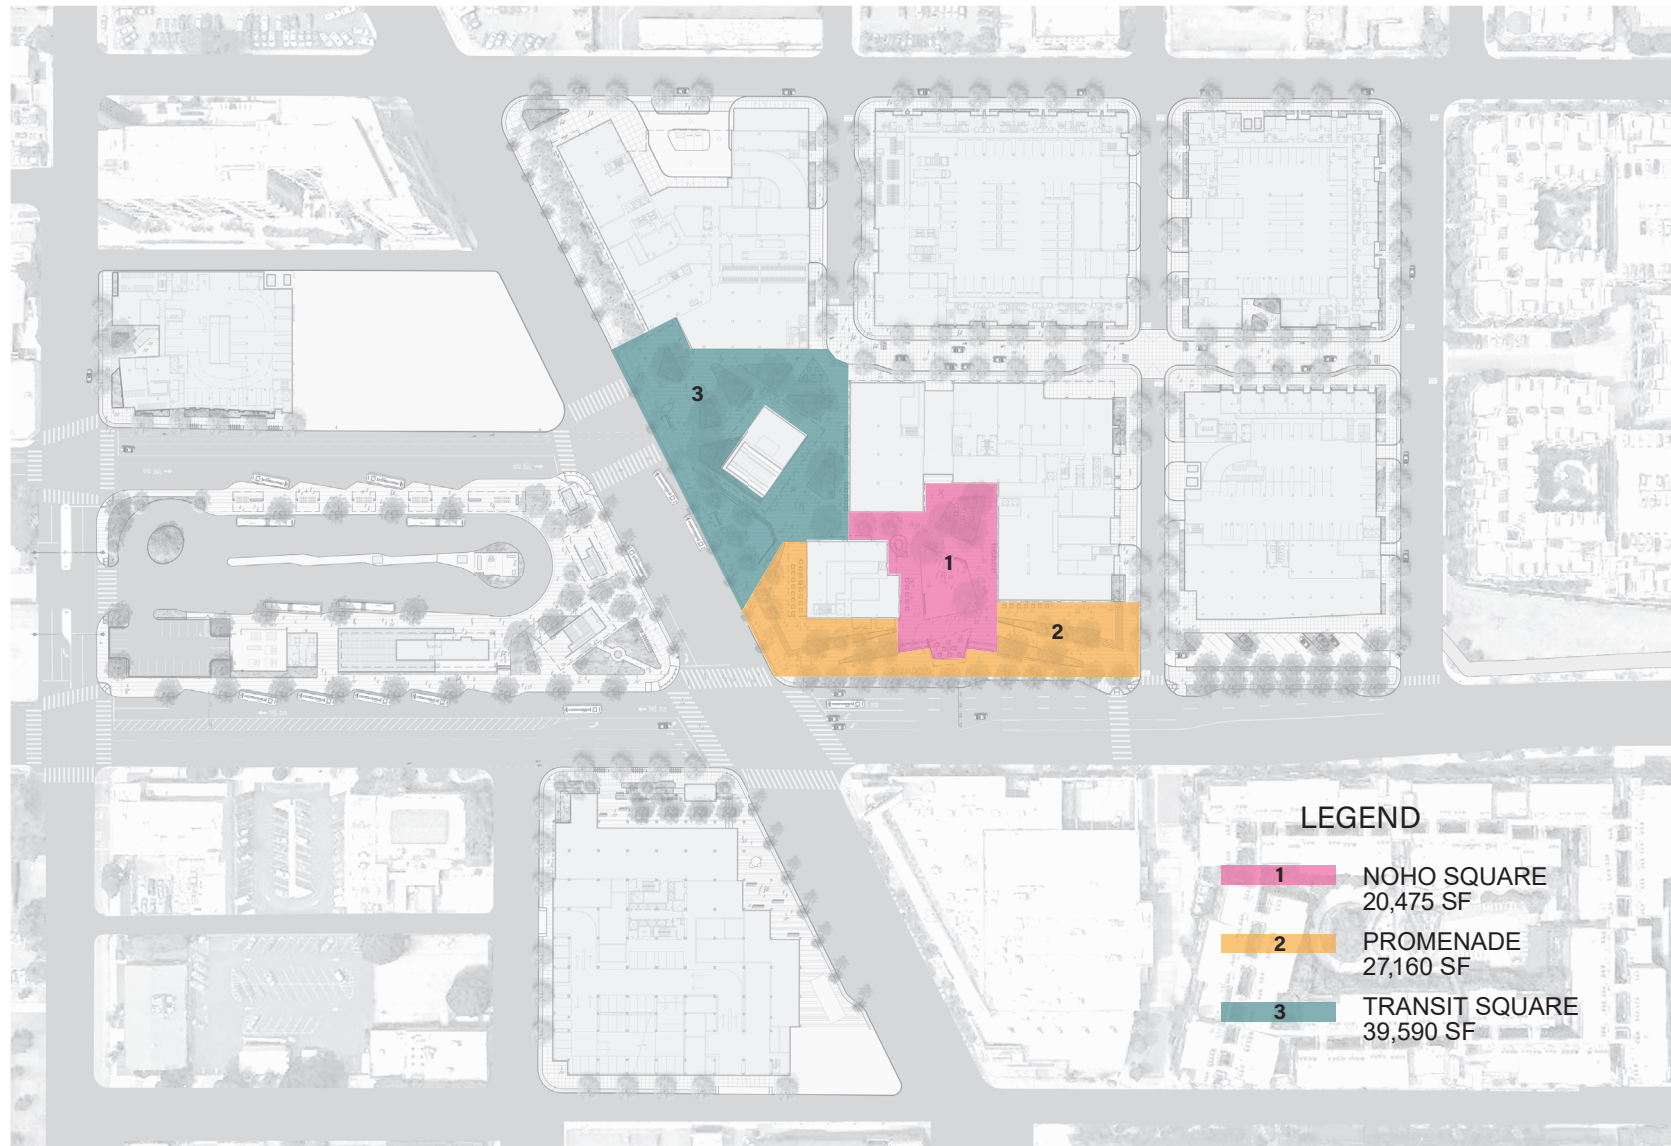 3
1
2
LEGEND
1 NOHO SQUARE
20,475 SF
2 PROMENADE
27,160 SF
3 TRANSIT SQUARE
39,590 SF